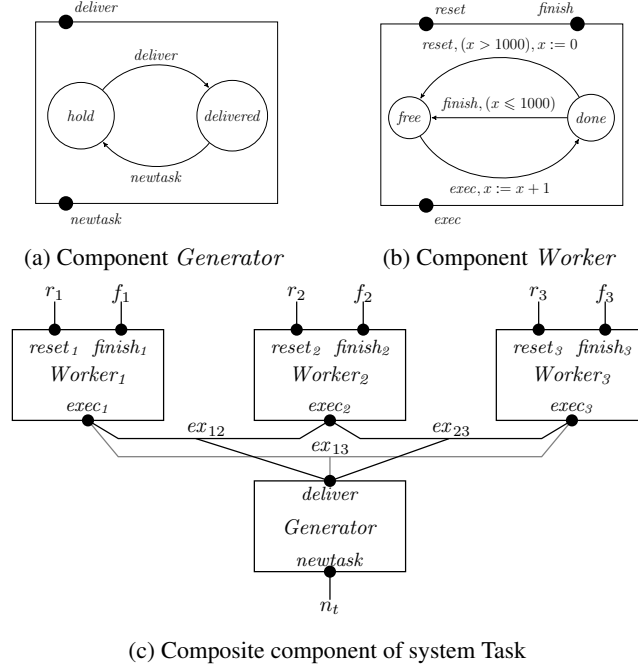 deliver
deliver
hold
delivered
newtask
newtask
(a) Component Generator
reset
finish
reset, (x > 1000), x := 0
finish, (x ⩽ 1000)
free
done
exec, x := x + 1
exec
(b) Component Worker
r₁ f₁ r₂ f₂ r₃ f₃
reset₁ finish₁ reset₂ finish₂ reset₃ finish₃
Worker₁ Worker₂ Worker₃
exec₁ exec₂ exec₃
ex₁₂ ex₂₃
ex₁₃
deliver
Generator
newtask
nₜ
(c) Composite component of system Task